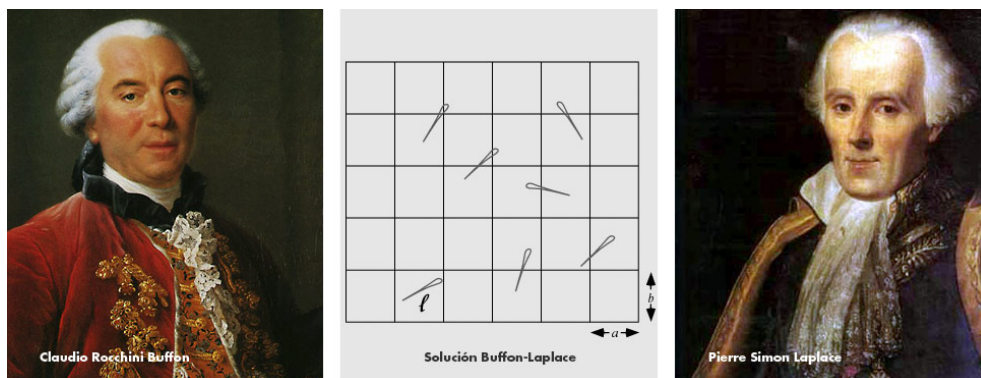 ℓ
b
a
Claudio Rocchini Buffon
Solución Buffon-Laplace
Pierre Simon Laplace